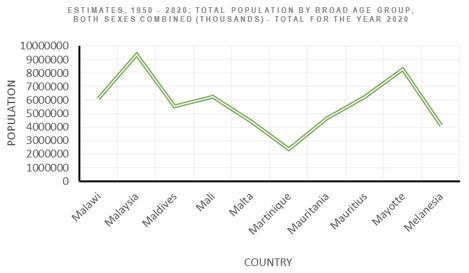 ESTIMATES, 1950 - 2020: TOTAL POPULATION BY BROAD AGE GROUP,
BOTH SEXES COMBINED (THOUSANDS) - TOTAL FOR THE YEAR 2020
POPULATION
10000000
9000000
8000000
7000000
6000000
5000000
4000000
3000000
2000000
1000000
0
Malawi
Malaysia
Maldives
Mali
Malta
Martinique
Mauritania
Mauritius
Mayotte
Melanesia
COUNTRY